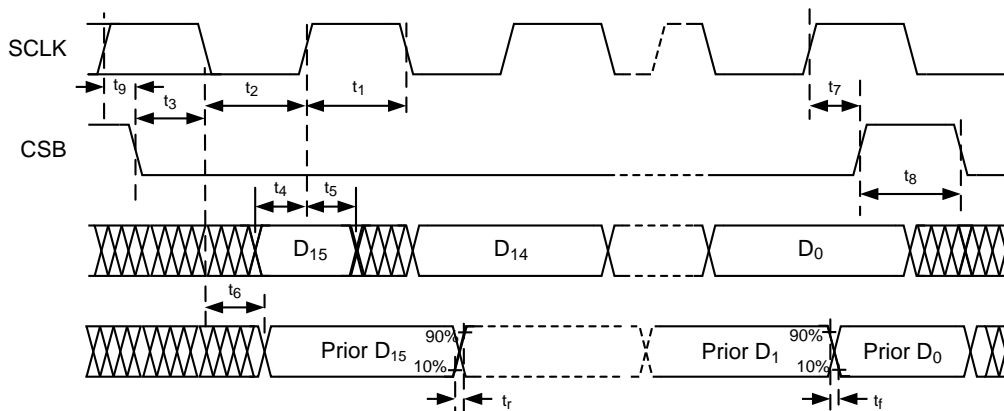 SCLK
t9
t3
t2
t1
t7
CSB
t4
t5
t8
D15
D14
D0
t6
Prior D15
90%
10%
Prior D1
90%
10%
Prior D0
tr
tf